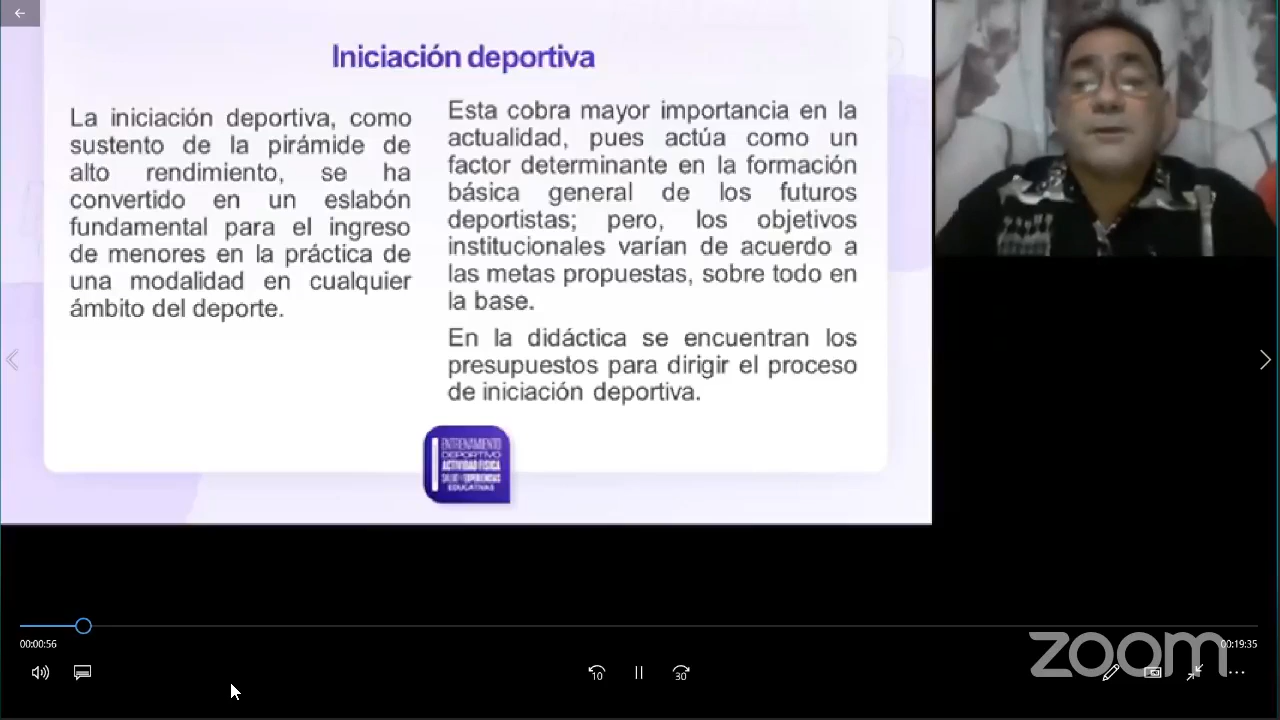 Iniciación deportiva
La iniciación deportiva, como
sustento de la pirámide de
alto rendimiento, se ha
convertido en un eslabón
fundamental para el ingreso
de menores en la práctica de
una modalidad en cualquier
ámbito del deporte.
Esta cobra mayor importancia en la
actualidad, pues actúa como un
factor determinante en la formación
básica general de los futuros
deportistas; pero, los objetivos
institucionales varían de acuerdo a
las metas propuestas, sobre todo en
la base.
En la didáctica se encuentran los
presupuestos para dirigir el proceso
de iniciación deportiva.
ENTRENAMIENTO
DEPORTIVO
ACTIVIDAD FÍSICA
EXPERIENCIAS
EDUCATIVAS
00:00:56
00:19:35
zoom
10
30